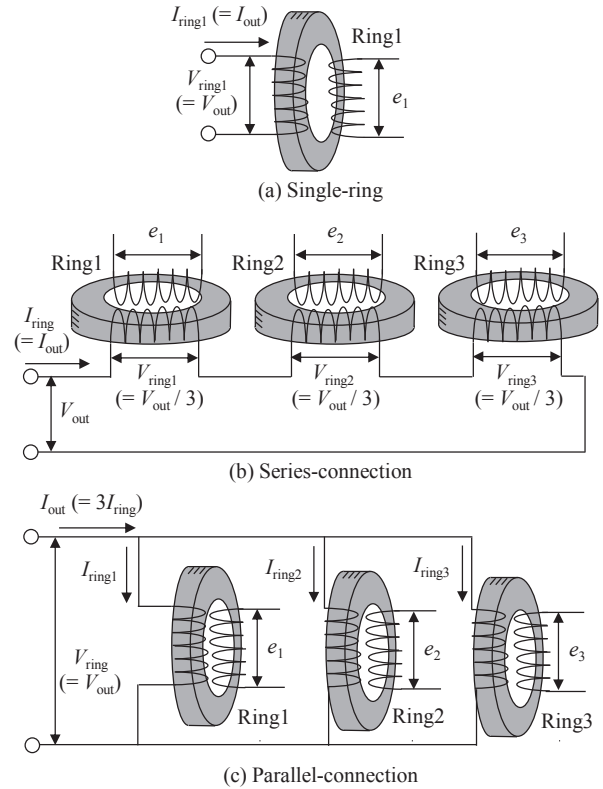 I_ring1 (= I_out)
Ring1
V_ring1
(= V_out)
e_1
(a) Single-ring
e_1
e_2
e_3
Ring1
Ring2
Ring3
I_ring
(= I_out)
V_ring1
(= V_out / 3)
V_ring2
(= V_out / 3)
V_ring3
(= V_out / 3)
V_out
(b) Series-connection
I_out (= 3I_ring)
I_ring1
I_ring2
I_ring3
V_ring
(= V_out)
e_1
e_2
e_3
Ring1
Ring2
Ring3
(c) Parallel-connection